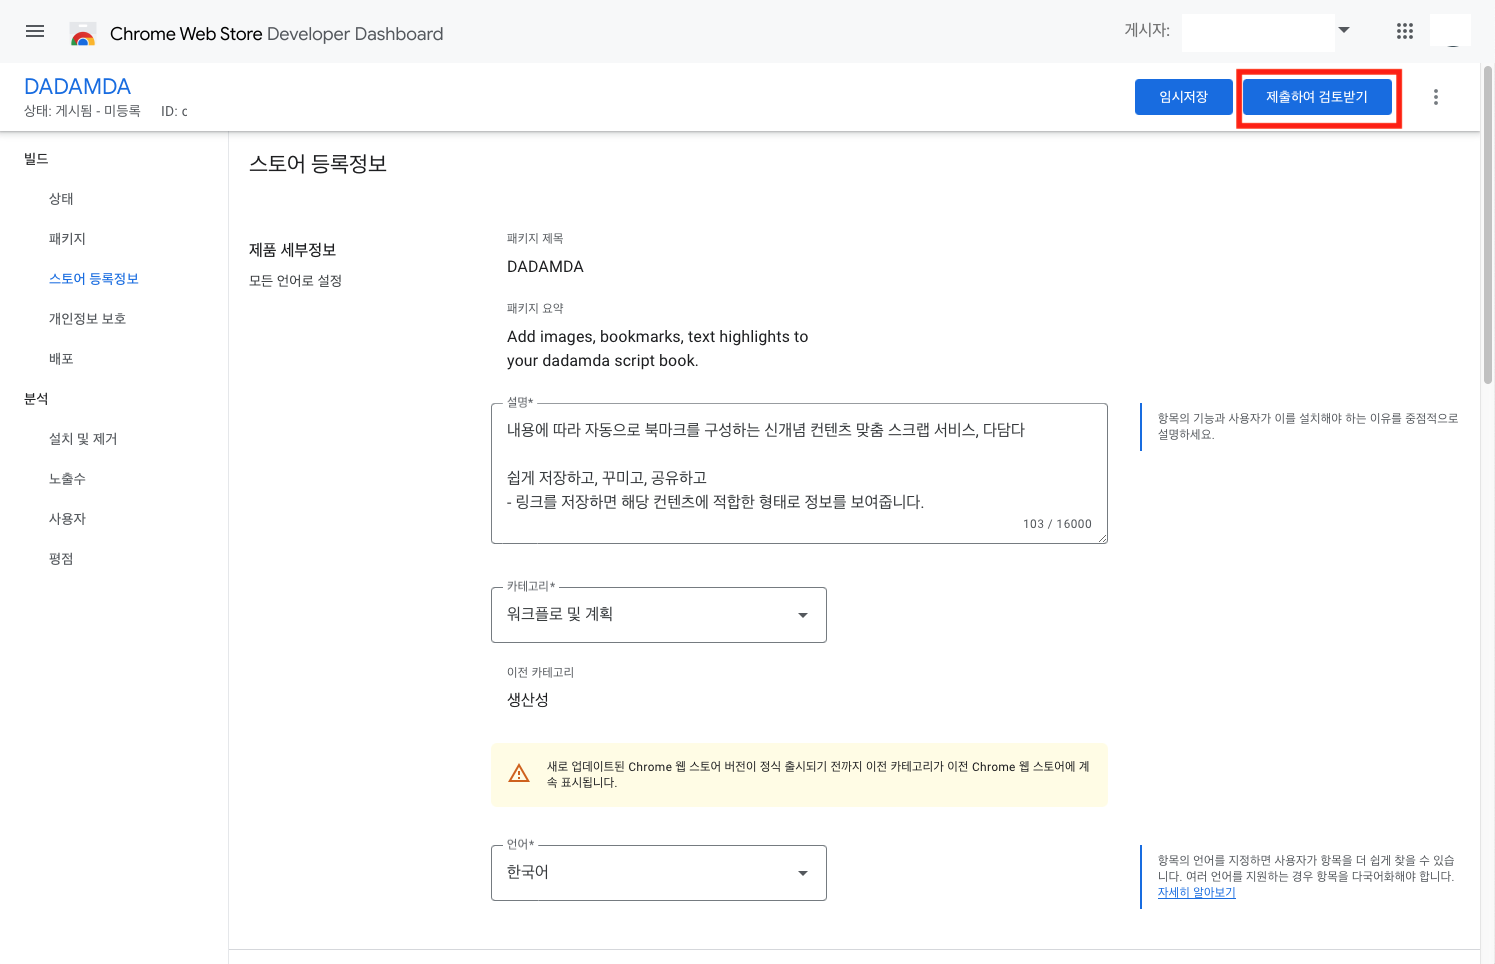 Chrome Web Store Developer Dashboard
게시자:
DADAMDA
상태: 게시됨 - 미등록 ID: c
임시저장
제출하여 검토받기
빌드
상태
패키지
스토어 등록정보
개인정보 보호
배포
분석
설치 및 제거
노출수
사용자
평점
스토어 등록정보
제품 세부정보
모든 언어로 설정
패키지 제목
DADAMDA
패키지 요약
Add images, bookmarks, text highlights to
your dadamda script book.
설명*
내용에 따라 자동으로 북마크를 구성하는 신개념 컨텐츠 맞춤 스크랩 서비스, 다담다
쉽게 저장하고, 꾸미고, 공유하고
- 링크를 저장하면 해당 컨텐츠에 적합한 형태로 정보를 보여줍니다.
103 / 16000
항목의 기능과 사용자가 이를 설치해야 하는 이유를 중점적으로
설명하세요.
카테고리*
워크플로 및 계획
이전 카테고리
생산성
새로 업데이트된 Chrome 웹 스토어 버전이 정식 출시되기 전까지 이전 카테고리가 이전 Chrome 웹 스토어에 계
속 표시됩니다.
언어*
한국어
항목의 언어를 지정하면 사용자가 항목을 더 쉽게 찾을 수 있습
니다. 여러 언어를 지원하는 경우 항목을 다국어화해야 합니다.
자세히 알아보기